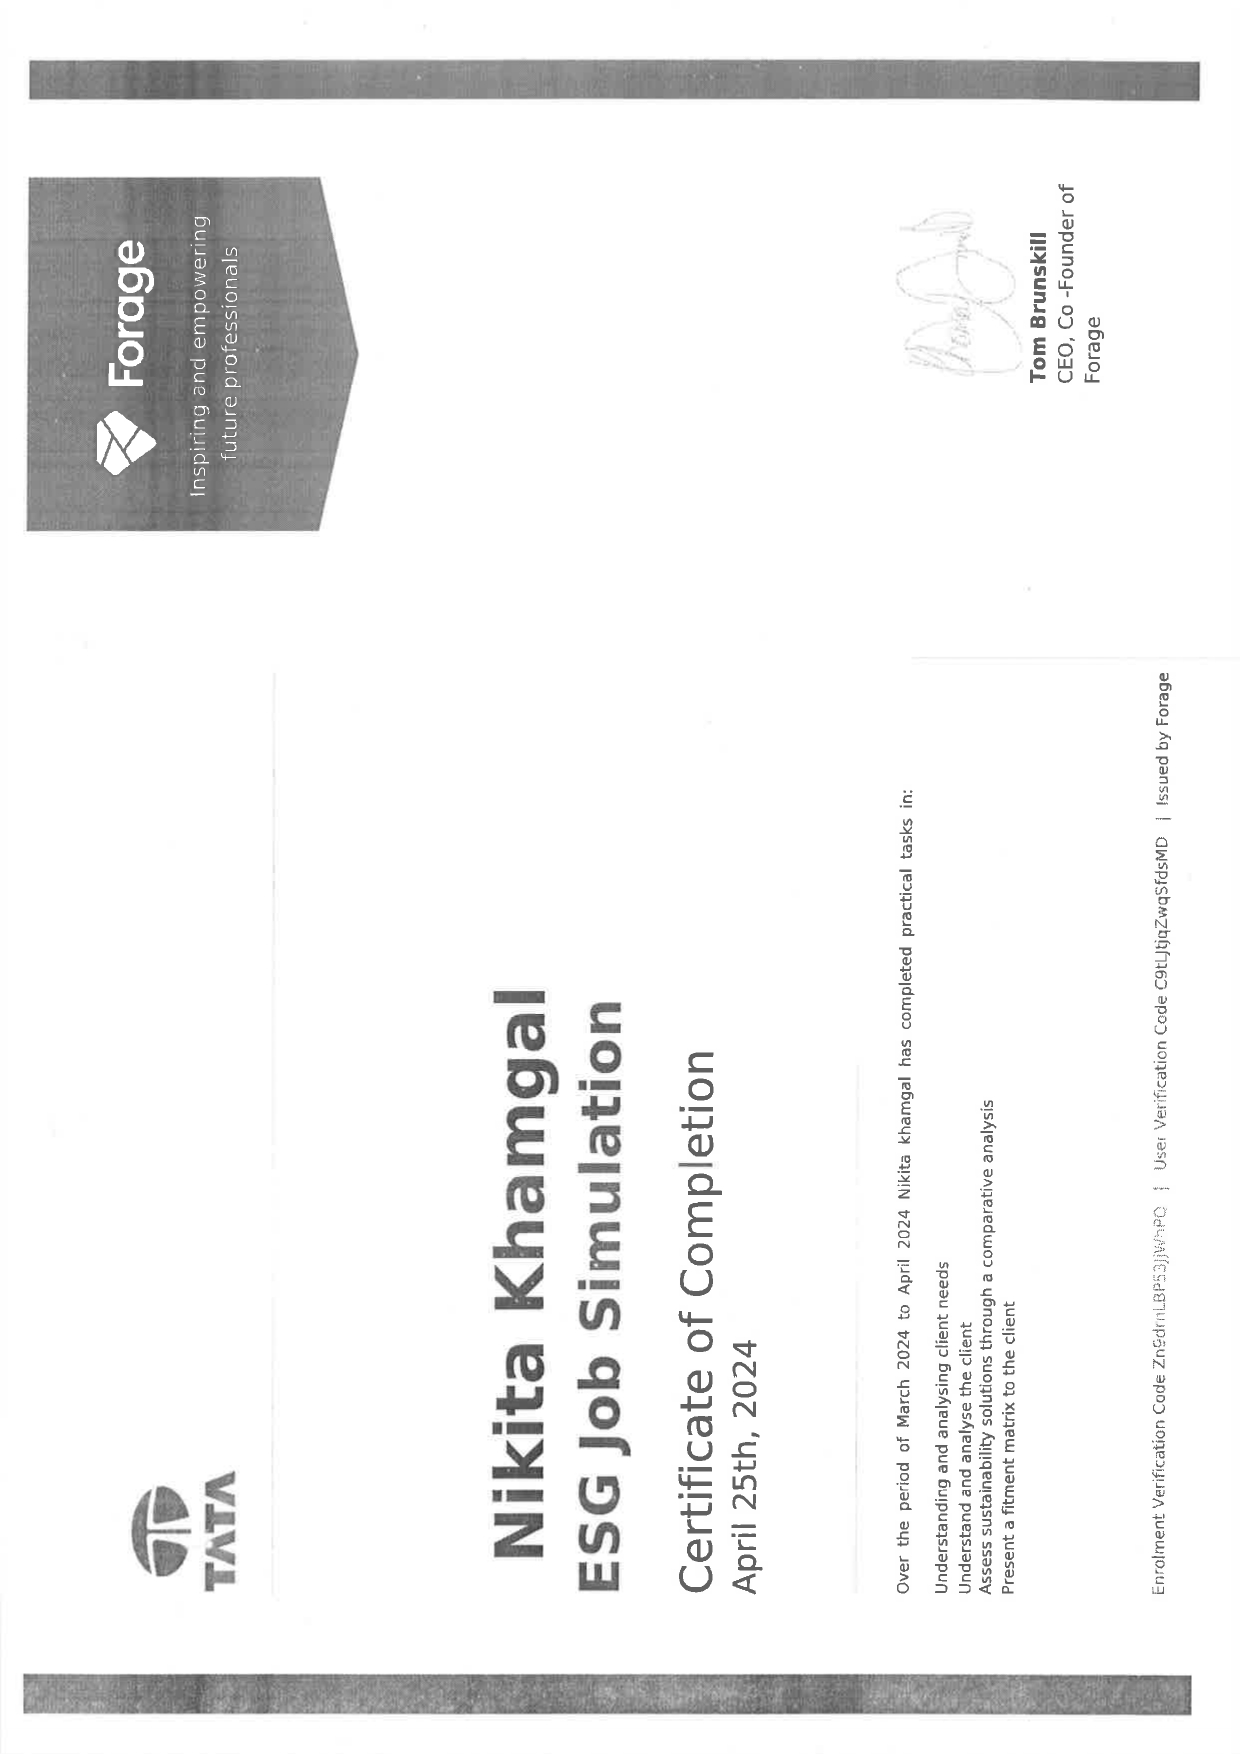 TATA
Forage
Inspiring and empowering
future professionals
Nikita Khamgal
ESG Job Simulation
Certificate of Completion
April 25th, 2024
Over the period of March 2024 to April 2024 Nikita khamgal has completed practical tasks in:
Understanding and analysing client needs
Understand and analyse the client
Assess sustainability solutions through a comparative analysis
Present a fitment matrix to the client
Tom Brunskill
CEO, Co -Founder of
Forage
Enrolment Verification Code | User Verification Code C9tLJtjqZwqSfdsMD | Issued by Forage